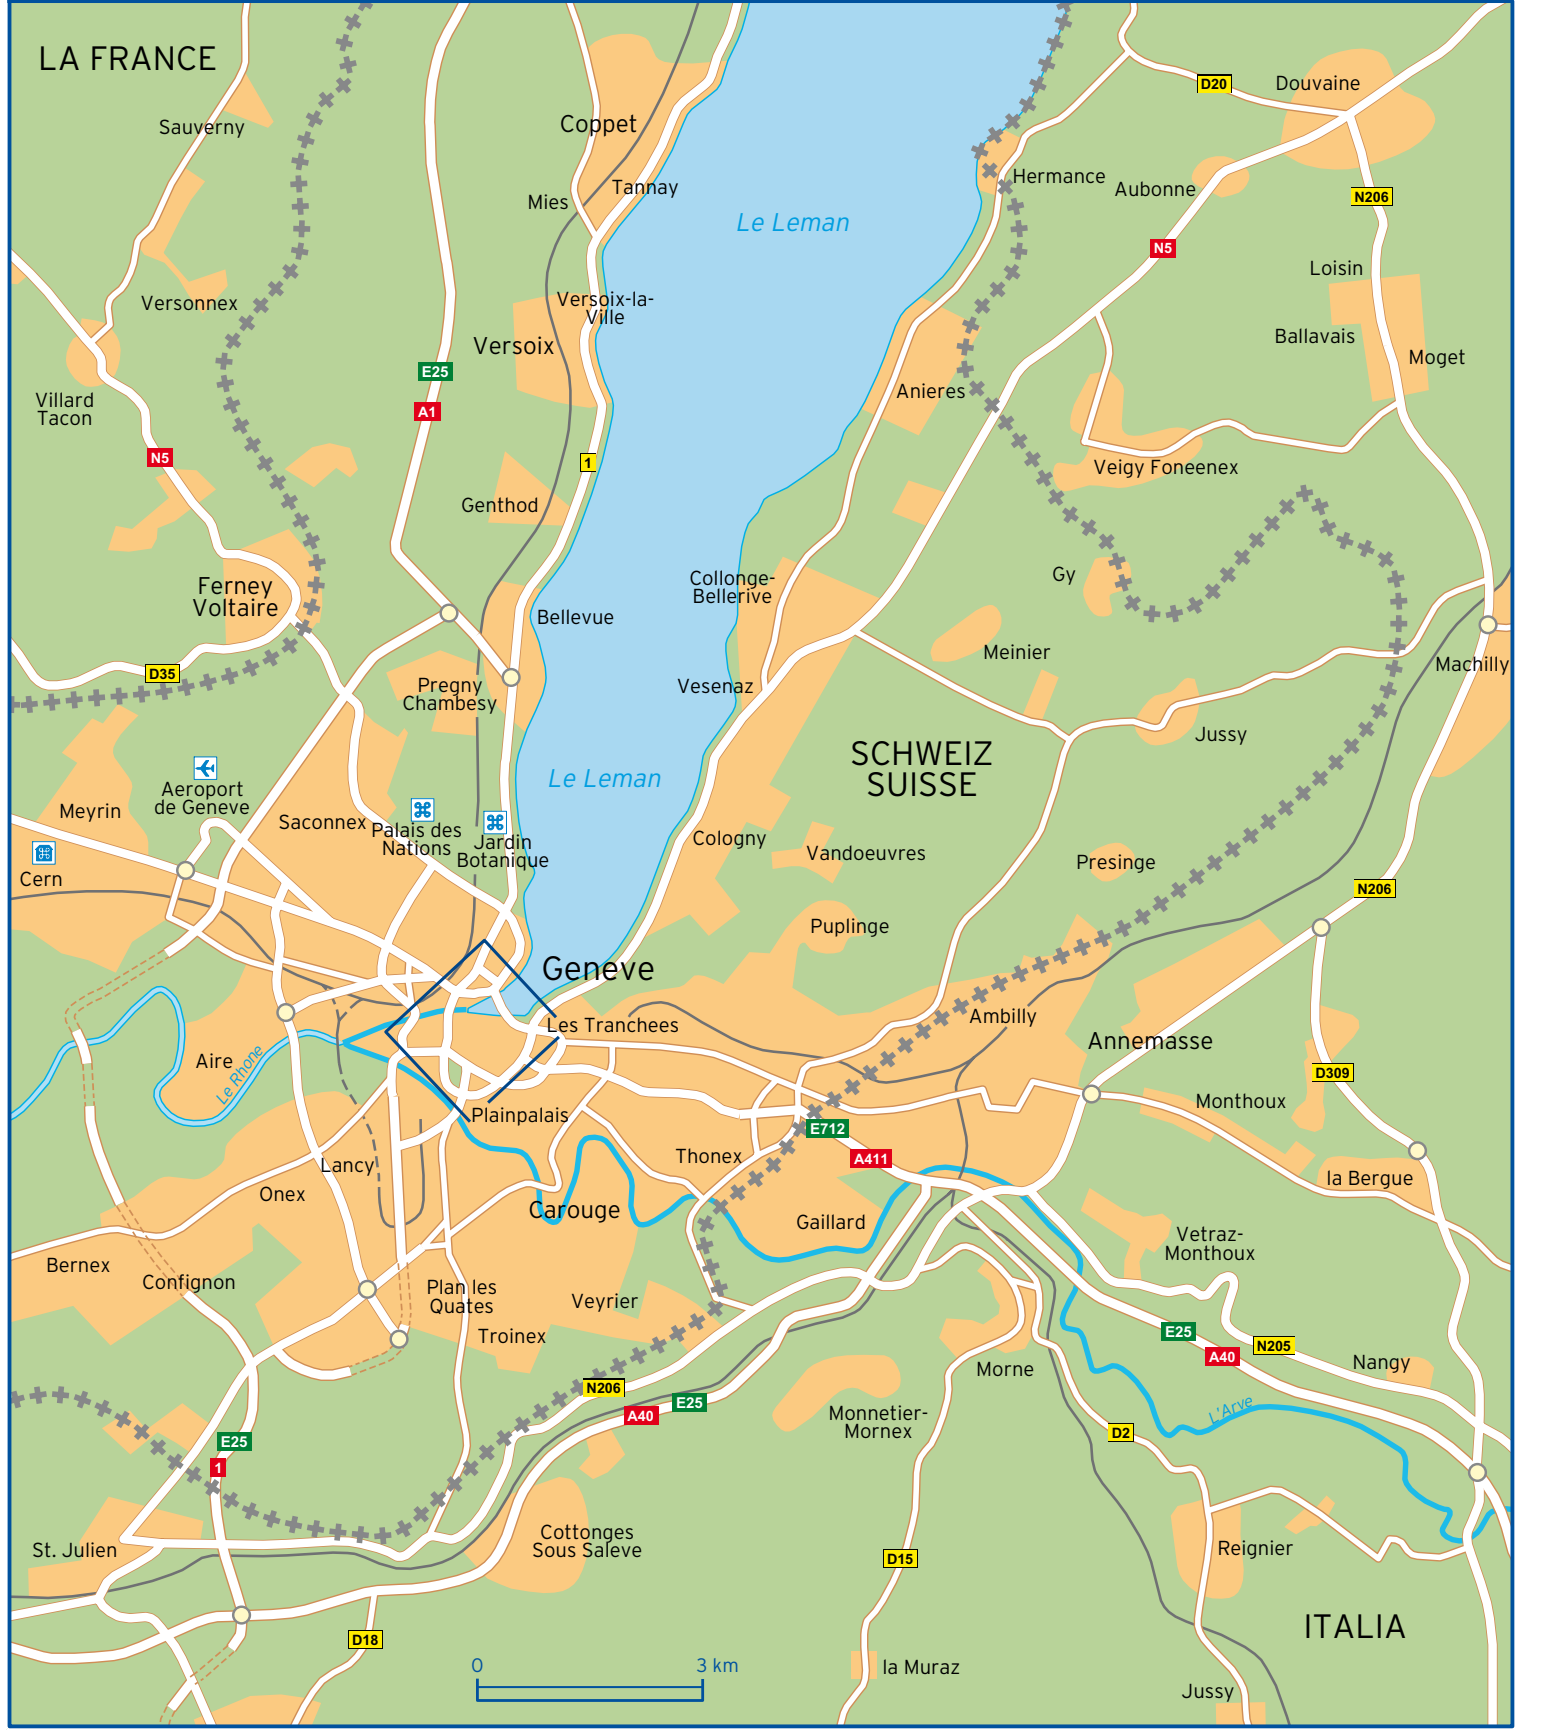 LA FRANCE
Sauverny
Coppet
Tannay
Mies
Le Leman
D20
Douvaine
Hermance
Aubonne
N206
N5
Loisin
Versonnex
Versoix-la-
Ville
Versoix
Ballavais
Moget
E25
A1
Villard
Tacon
Anieres
N5
1
Veigy Foneenex
Genthod
Ferney
Voltaire
Collonge-
Bellerive
Gy
Bellevue
Meinier
Machilly
D35
Pregny
Chambesy
Vesenaz
Jussy
SCHWEIZ
SUISSE
Le Leman
Aeroport
de Geneve
Meyrin
Saconnex
Palais des
Nations
Jardin
Botanique
Cologny
Vandoeuvres
Presinge
Cern
N206
Puplinge
Geneve
Les Tranchees
Ambilly
Annemasse
Aire
Le Rhone
D309
Monthoux
Plainpalais
E712
Thonex
A411
Lancy
Onex
la Bergue
Carouge
Gaillard
Vetraz-
Monthoux
Bernex
Confignon
Plan les
Quates
Veyrier
Troinex
E25
N205
A40
Nangy
Morne
N206
E25
A40
Monnetier-
Mornex
L'Arve
D2
E25
1
St. Julien
Cottonges
Sous Saleve
D15
Reignier
ITALIA
D18
0
3 km
la Muraz
Jussy